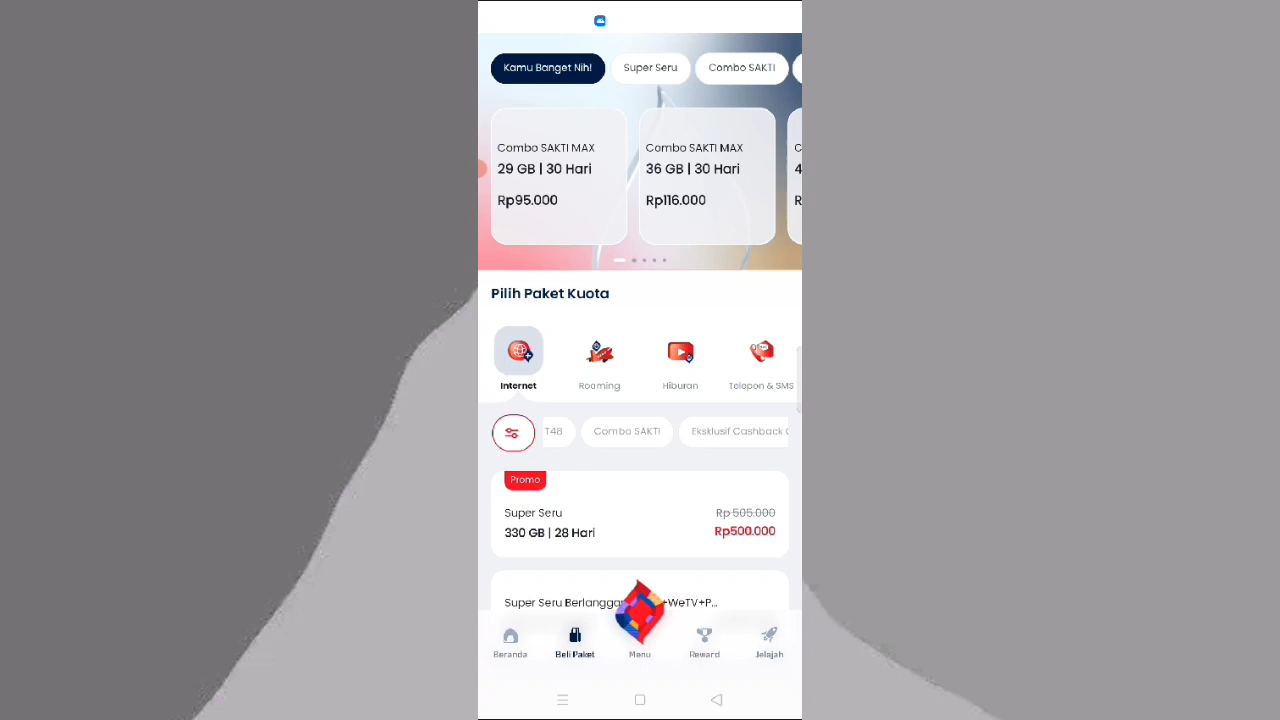 Kamu Banget Nih!
Super Seru
Combo SAKTI
Combo SAKTI MAX
29 GB | 30 Hari
Rp95.000
Combo SAKTI MAX
36 GB | 30 Hari
Rp116.000
C
4
R
Pilih Paket Kuota
Internet
Roaming
Hiburan
Telepon & SMS
T48
Combo SAKTI
Eksklusif Cashback
Promo
Super Seru
330 GB | 28 Hari
Rp 505.000
Rp500.000
Super Seru Berlangga +WeTV+P...
Beranda
Beli Paket
Menu
Reward
Jelajah